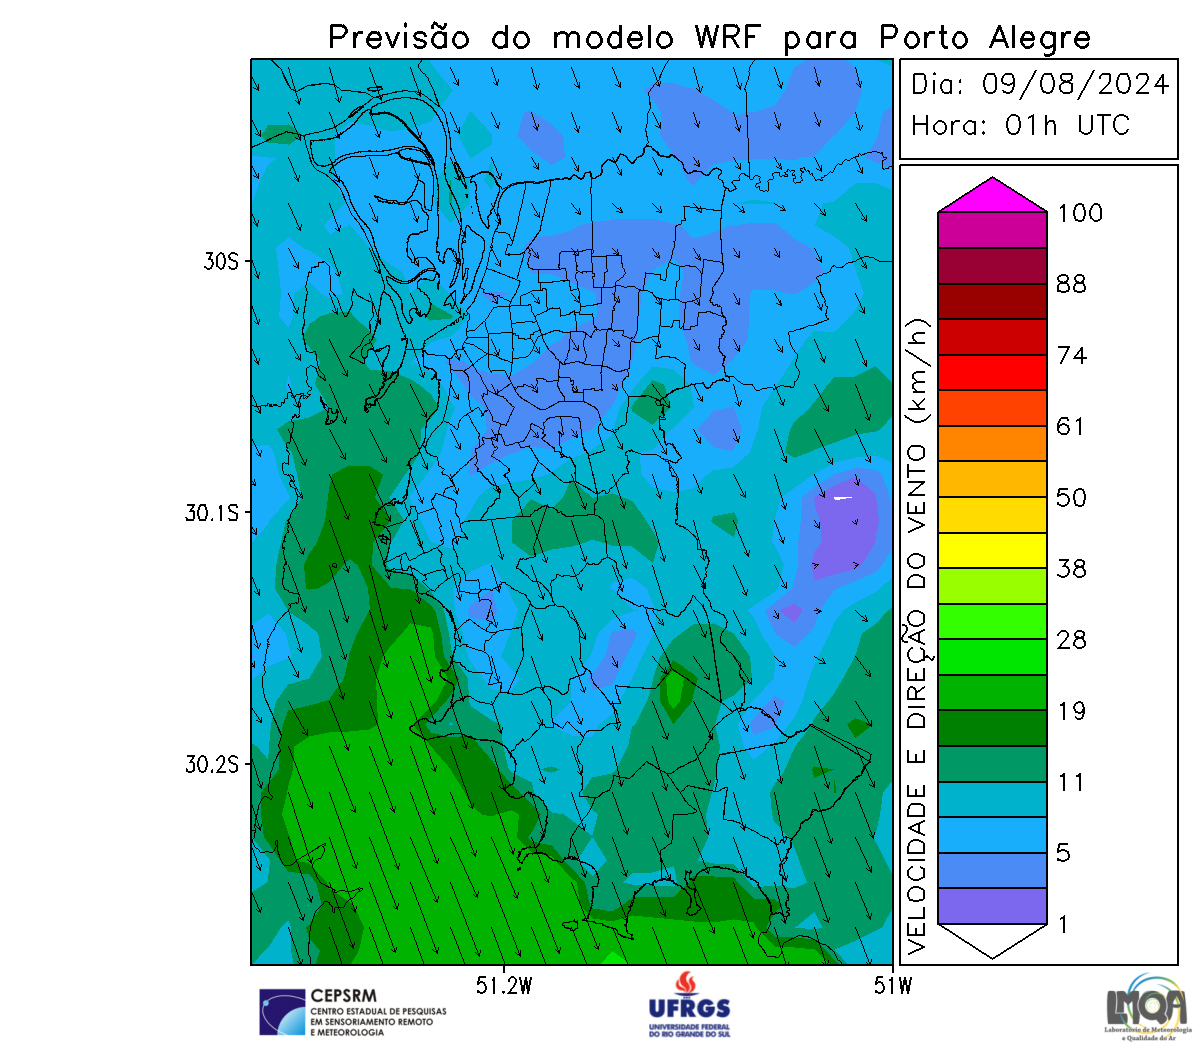 Previsão do modelo WRF para Porto Alegre
Dia: 09/08/2024
Hora: 01h UTC
30S
30.1S
30.2S
51.2W
51W
VELOCIDADE E DIREÇÃO DO VENTO (km/h)
100
88
74
61
50
38
28
19
11
5
1
CEPSRM
CENTRO ESTADUAL DE PESQUISAS
EM SENSORIAMENTO REMOTO
E METEOROLOGIA
UFRGS
UNIVERSIDADE FEDERAL
DO RIO GRANDE DO SUL
LMQA
Laboratório de Meteorologia
e Qualidade do Ar